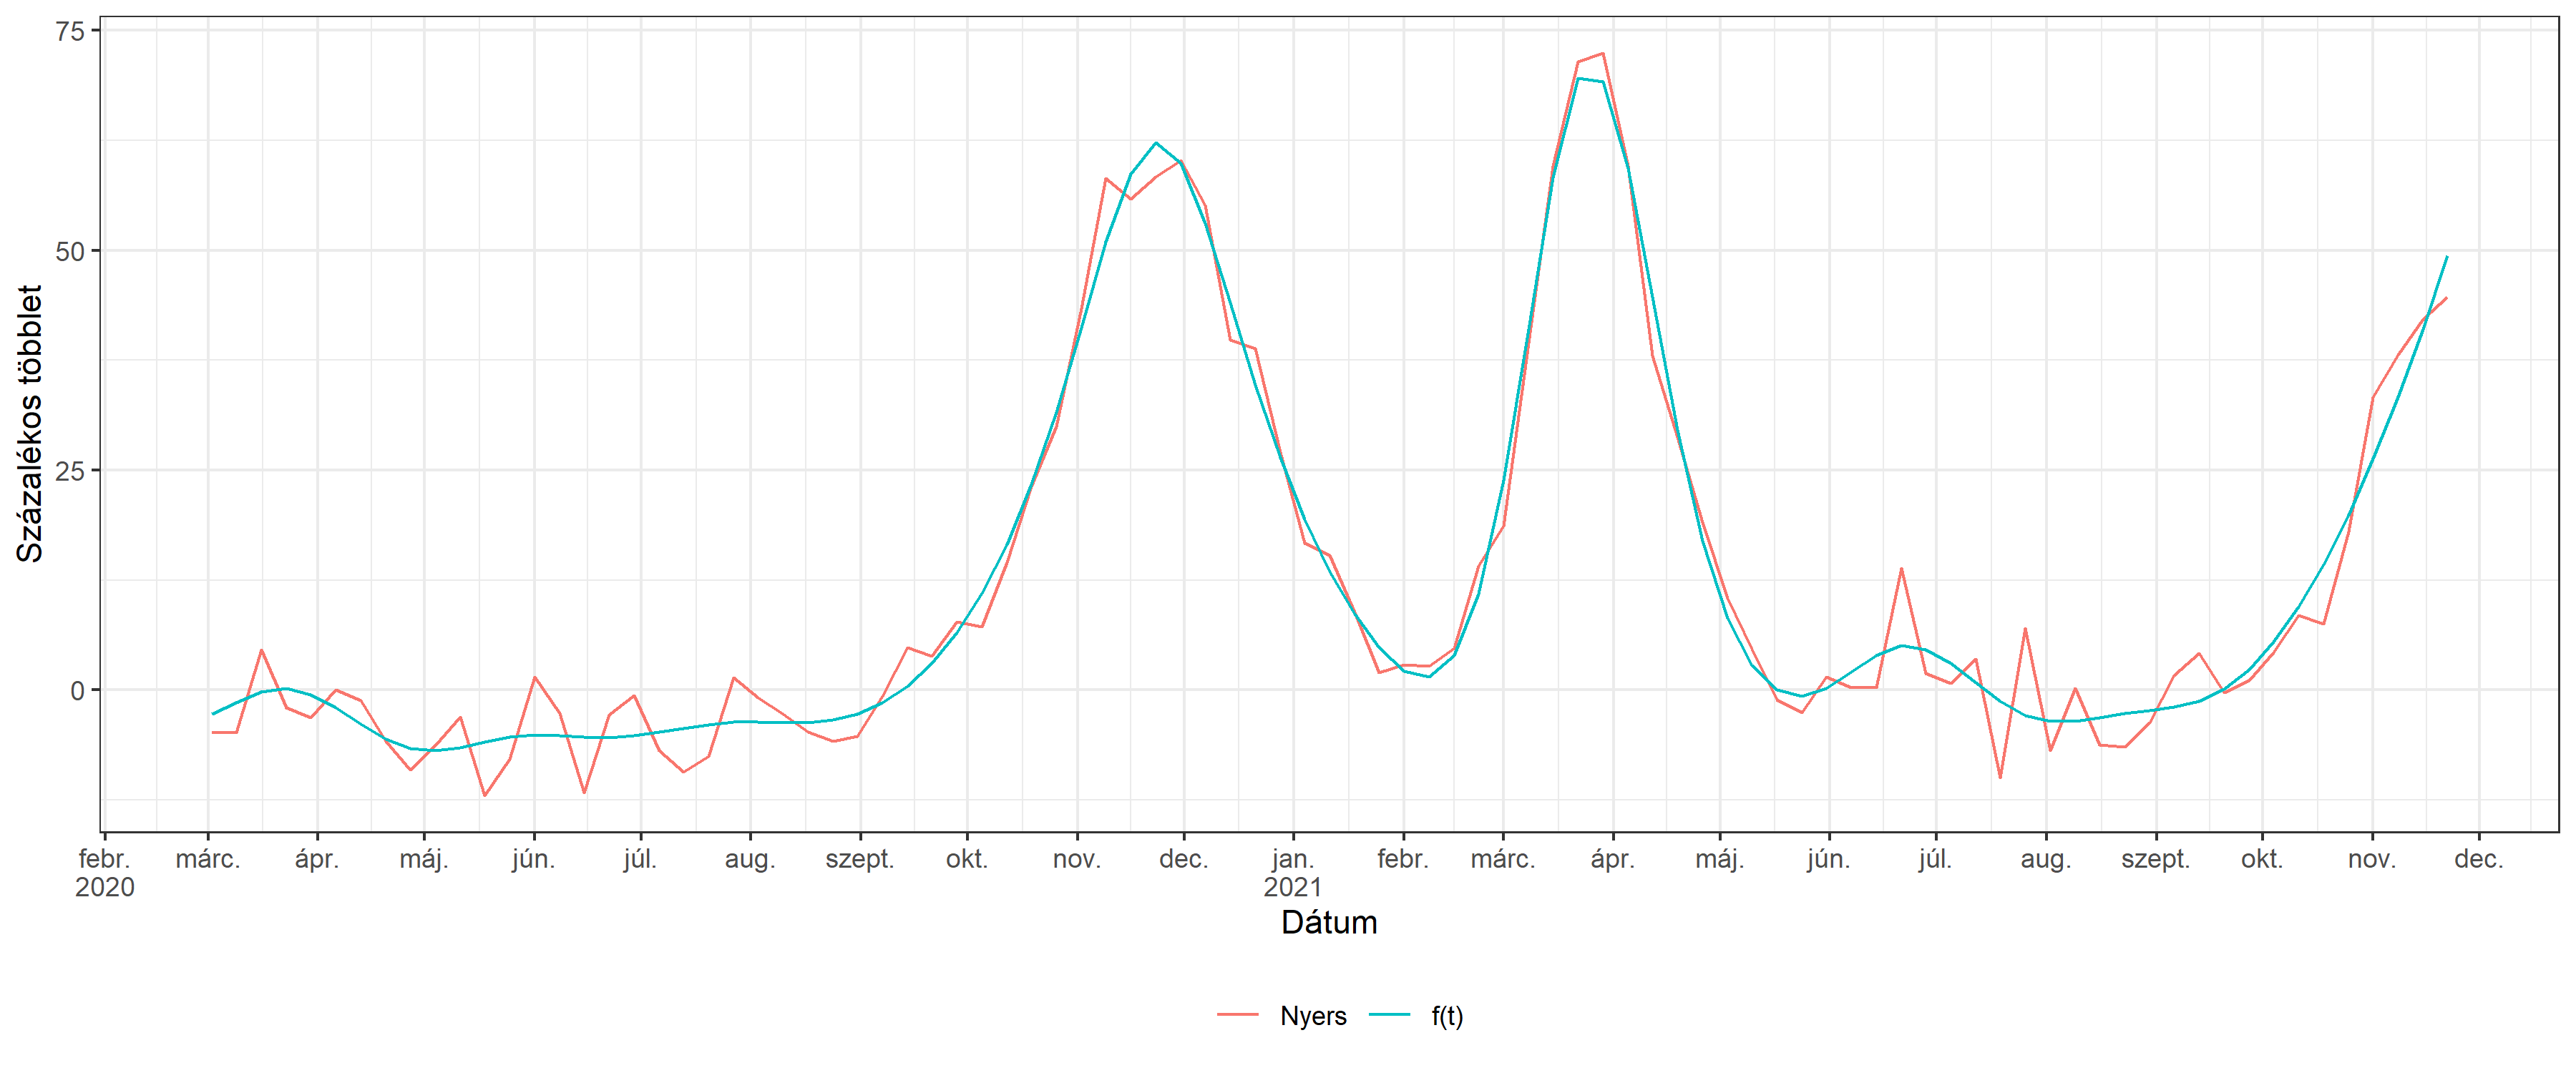 75
50
25
0
Százalékos többlet
febr. márc. ápr. máj. jún. júl. aug. szept. okt. nov. dec. jan. febr. márc. ápr. máj. jún. júl. aug. szept. okt. nov. dec.
2020 2021
Dátum
Nyers f(t)